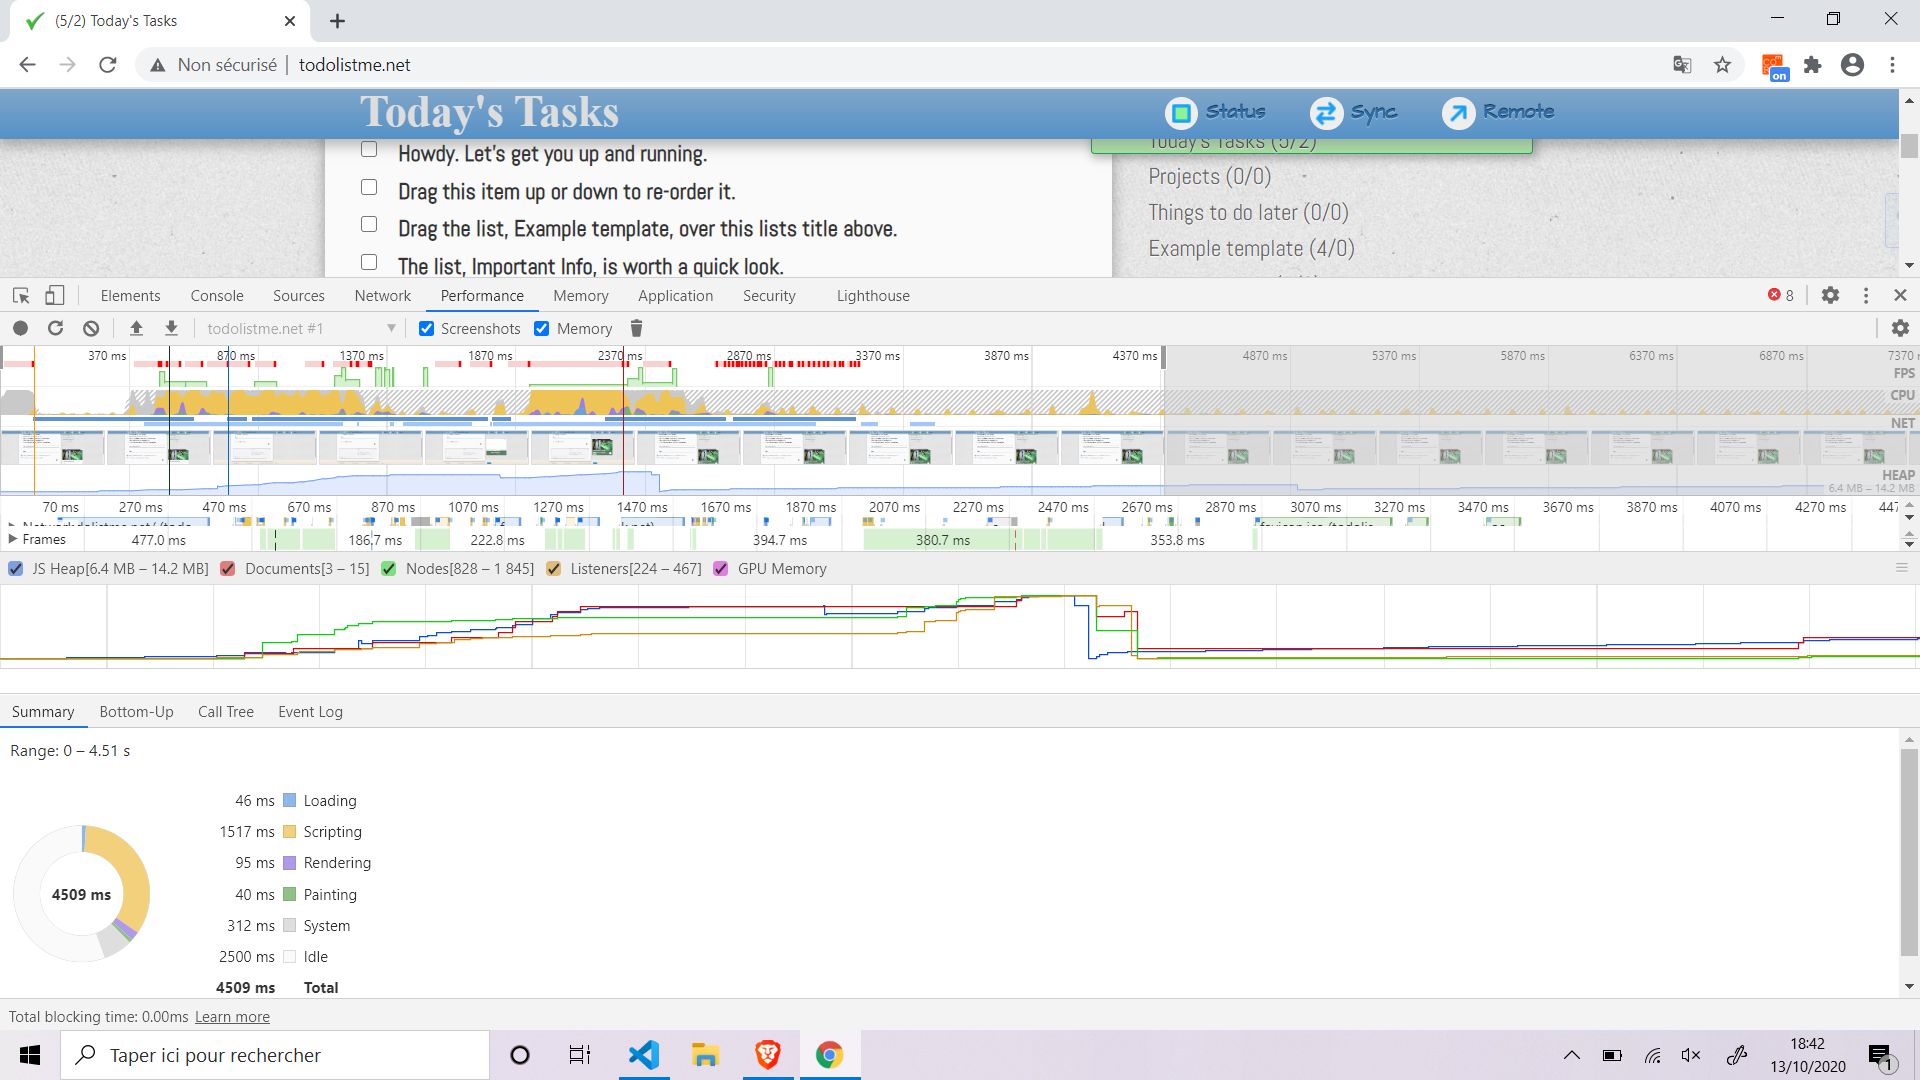 (5/2) Today's Tasks
Non sécurisé
todolistme.net
on
Today's Tasks
Status
Sync
Remote
Howdy. Let's get you up and running.
Drag this item up or down to re-order it.
Drag the list, Example template, over this lists title above.
The list, Important Info, is worth a quick look.
Today's Tasks (5/2)
Projects (0/0)
Things to do later (0/0)
Example template (4/0)
Elements Console Sources Network Performance Memory Application Security Lighthouse
8
todolistme.net #1
Screenshots
Memory
370 ms 870 ms 1370 ms 1870 ms 2370 ms 2870 ms 3370 ms 3870 ms 4370 ms 4870 ms 5370 ms 5870 ms 6370 ms 6870 ms 7370
FPS
CPU
NET
HEAP
6.4 MB – 14.2 MB
70 ms 270 ms 470 ms 670 ms 870 ms 1070 ms 1270 ms 1470 ms 1670 ms 1870 ms 2070 ms 2270 ms 2470 ms 2670 ms 2870 ms 3070 ms 3270 ms 3470 ms 3670 ms 3870 ms 4070 ms 4270 ms 447
Frames
477.0 ms 186.7 ms 222.8 ms 394.7 ms 380.7 ms 353.8 ms
JS Heap[6.4 MB – 14.2 MB] Documents[3 – 15] Nodes[828 – 1 845] Listeners[224 – 467] GPU Memory
Summary Bottom-Up Call Tree Event Log
Range: 0 – 4.51 s
46 ms Loading
1517 ms Scripting
95 ms Rendering
40 ms Painting
312 ms System
2500 ms Idle
4509 ms Total
4509 ms
Total blocking time: 0.00ms Learn more
Taper ici pour rechercher
18:42
13/10/2020
1